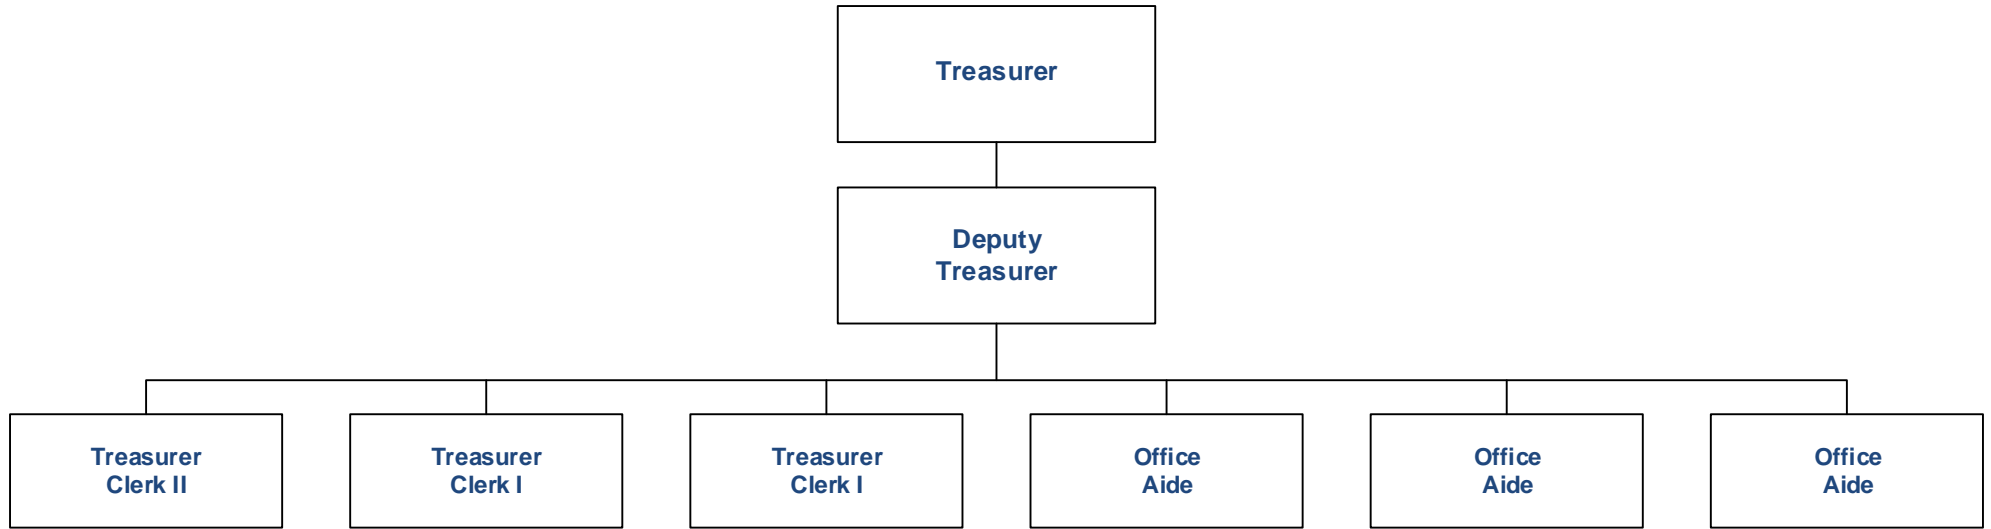 Treasurer
Deputy
Treasurer
Treasurer
Clerk II
Treasurer
Clerk I
Treasurer
Clerk I
Office
Aide
Office
Aide
Office
Aide